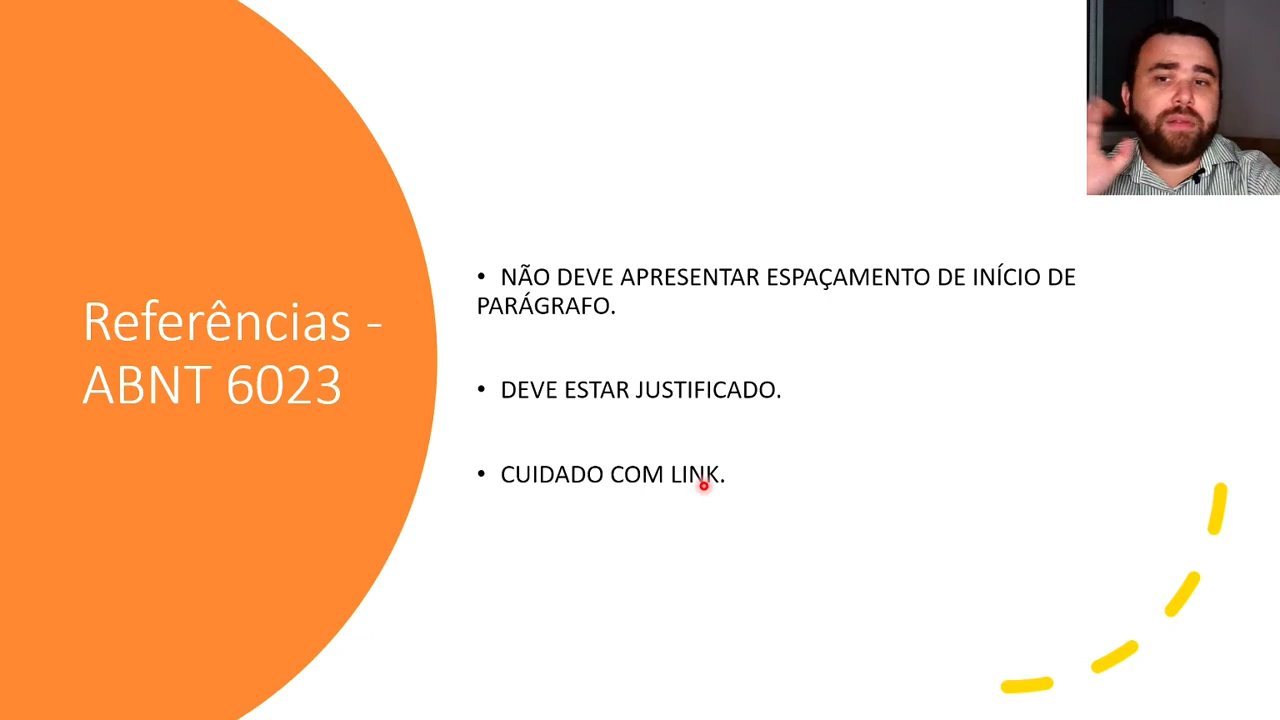 Referências -
ABNT 6023
• NÃO DEVE APRESENTAR ESPAÇAMENTO DE INÍCIO DE
PARÁGRAFO.
• DEVE ESTAR JUSTIFICADO.
• CUIDADO COM LINK.